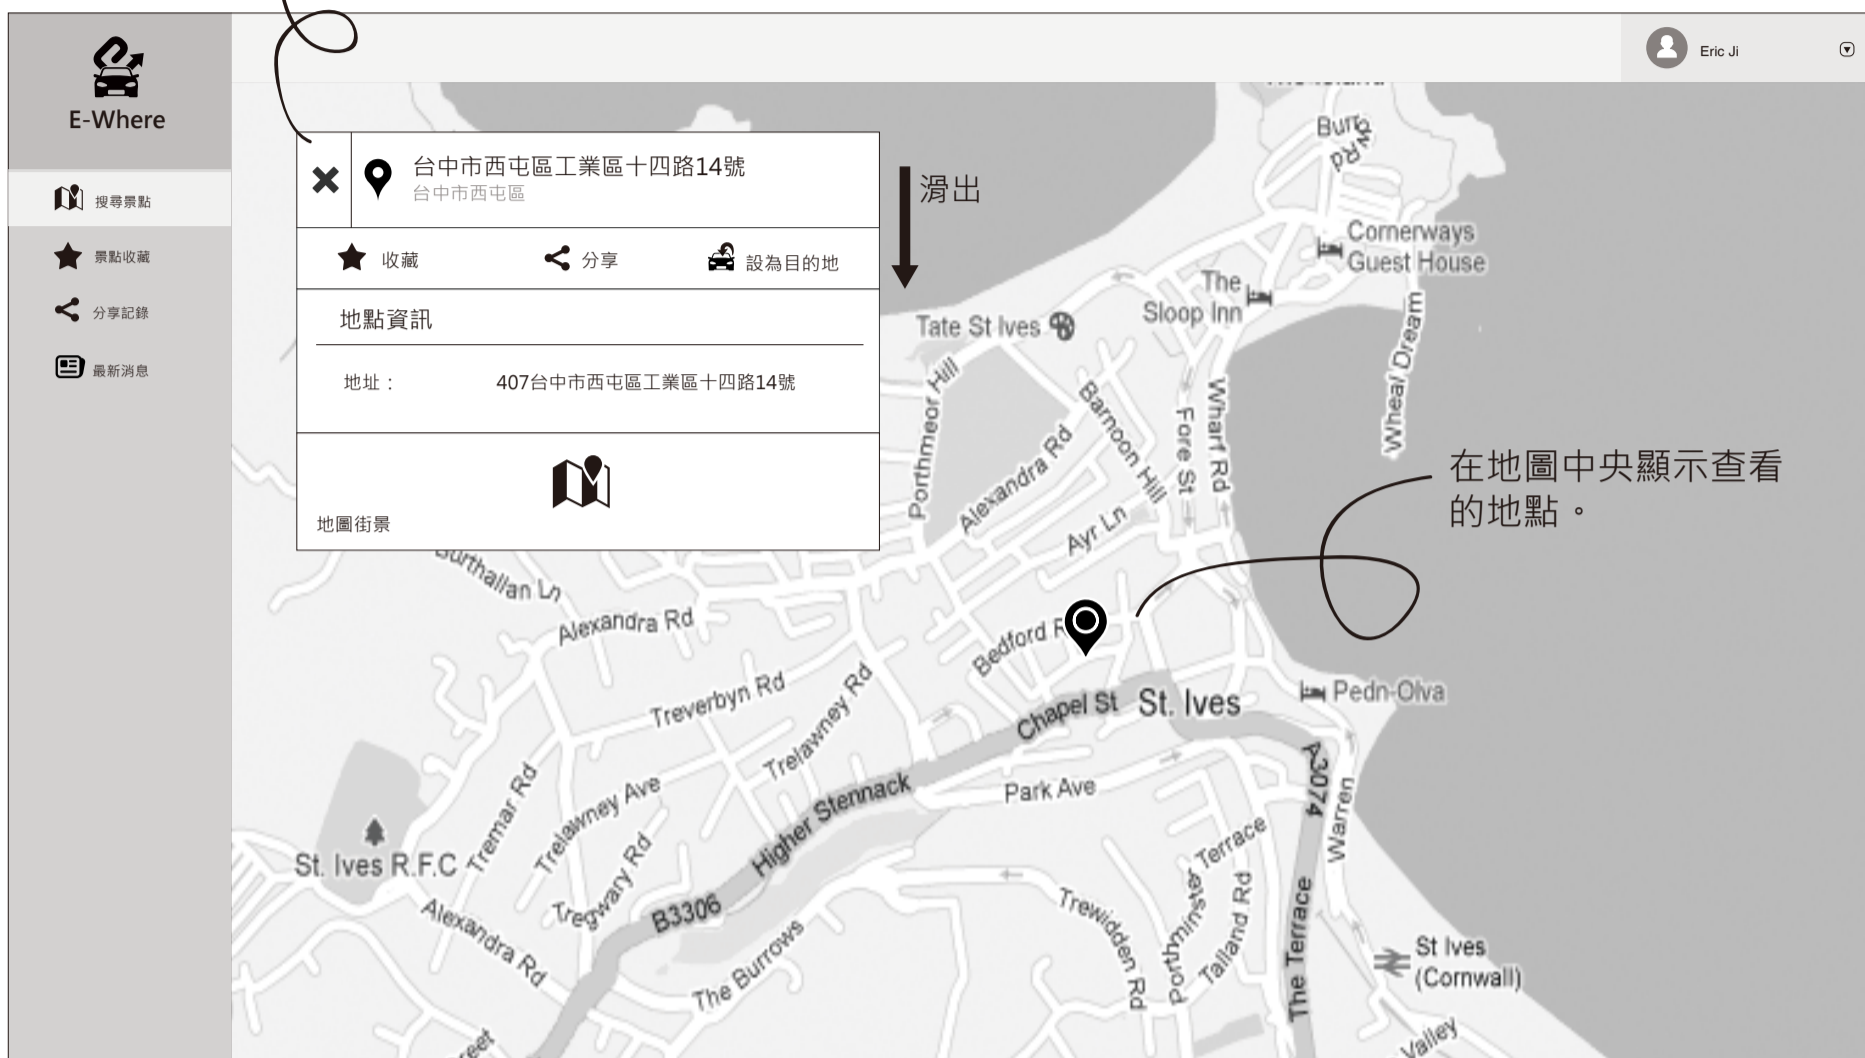 E-Where
Eric Ji
搜尋景點
景點收藏
分享記錄
最新消息
台中市西屯區工業區十四路14號
台中市西屯區
收藏
分享
設為目的地
地點資訊
地址：
407台中市西屯區工業區十四路14號
地圖街景
滑出
在地圖中央顯示查看
的地點。
The Island
Burrow
Rd
Cornerways
Guest House
The
Sloop Inn
Tate St Ives
Wheal Dream
Porthmeor Hill
Barnoon Hill
Fore St
Wharf Rd
Alexandra Rd
Ayr Ln
Burthallan Ln
Alexandra Rd
Bedford R
Treverbyn Rd
Trelawney Rd
Chapel St
St. Ives
Pedn-Olva
A3074
Warren
Park Ave
Higher Stennack
Tremar Rd
Trelawney Ave
Tregwary Rd
St. Ives R.F.C
Alexandra Rd
B3306
The Burrows
Trewidden Rd
Porthminster Terrace
Talland Rd
The Terrace
St Ives
(Cornwall)
Valley
reet